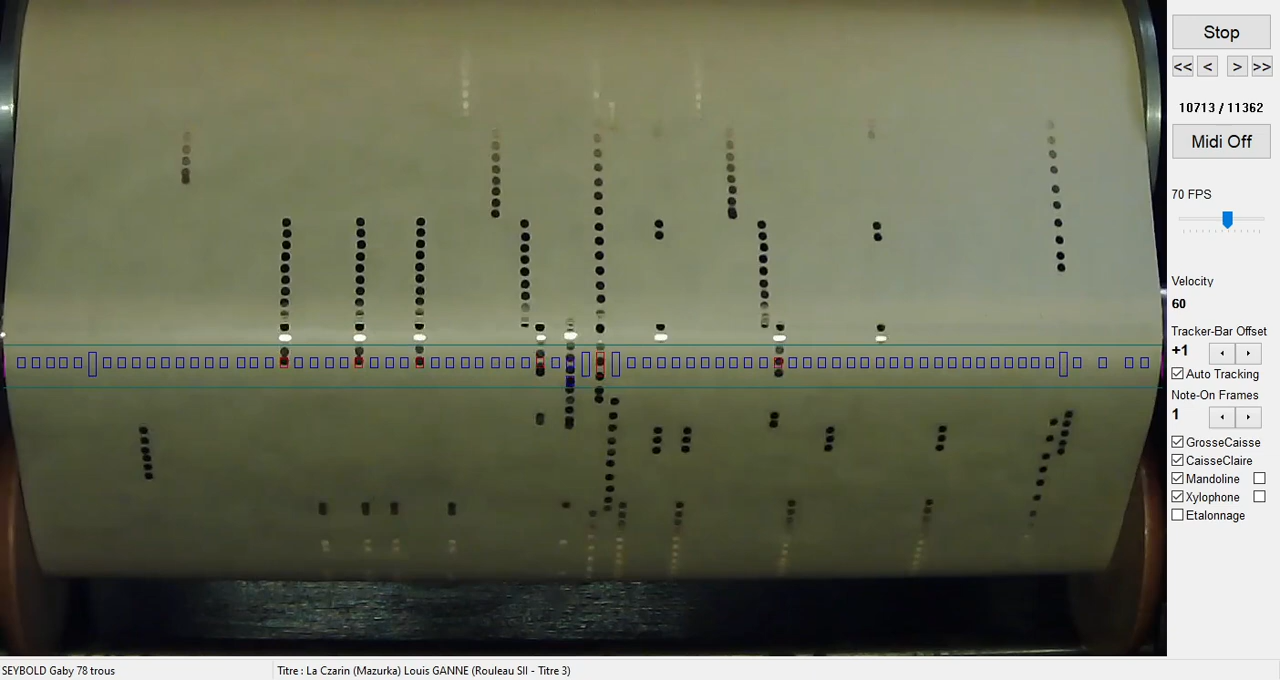 Stop
<< < > >>
10713 / 11362
Midi Off
70 FPS
Velocity
60
Tracker-Bar Offset
+1
Auto Tracking
Note-On Frames
1
GrosseCaisse
CaisseClaire
Mandoline
Xylophone
Etalonnage
SEYBOLD Gaby 78 trous
Titre : La Czarin (Mazurka) Louis GANNE (Rouleau SII - Titre 3)